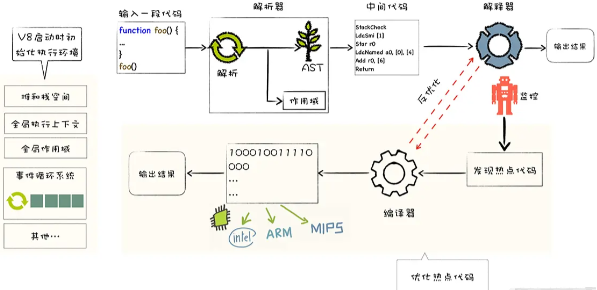 V8启动时初
始化执行环境
堆和栈空间
全局执行上下文
全局作用域
事件循环系统
其他…
输入一段代码
function foo() {
…
}
foo()
解析器
解析
AST
作用域
中间代码
StackCheck
LdaSmi [1]
Star r0
LdaNamed a0, [0], [4]
Add r0, [6]
Return
解释器
输出结果
反优化
监控
发现热点代码
编译器
100010011110
000
…
…
输出结果
intel
ARM
MIPS
优化热点代码